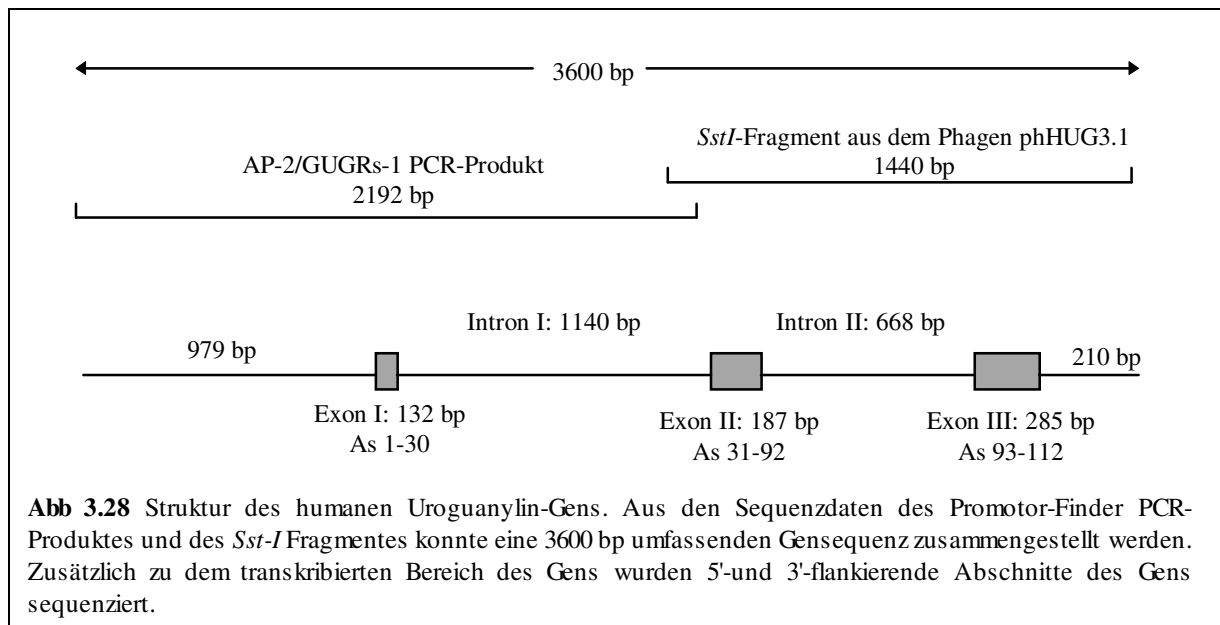 3600 bp
SstI-Fragment aus dem Phagen phHUG3.1
1440 bp
AP-2/GUGRs-1 PCR-Produkt
2192 bp
Intron I: 1140 bp
Intron II: 668 bp
979 bp
210 bp
Exon I: 132 bp
As 1-30
Exon II: 187 bp
As 31-92
Exon III: 285 bp
As 93-112
Abb 3.28 Struktur des humanen Uroguanylin-Gens. Aus den Sequenzdaten des Promotor-Finder PCR-
Produktes und des Sst-I Fragmentes konnte eine 3600 bp umfassenden Gensequenz zusammengestellt werden.
Zusätzlich zu dem transkribierten Bereich des Gens wurden 5'-und 3'-flankierende Abschnitte des Gens
sequenziert.